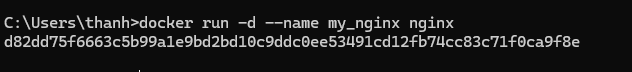 C:\Users\thanh>docker run -d --name my_nginx nginx
d82dd75f6663c5b99a1e9bd2bd10c9ddc0ee53491cd12fb74cc83c71f0ca9f8e